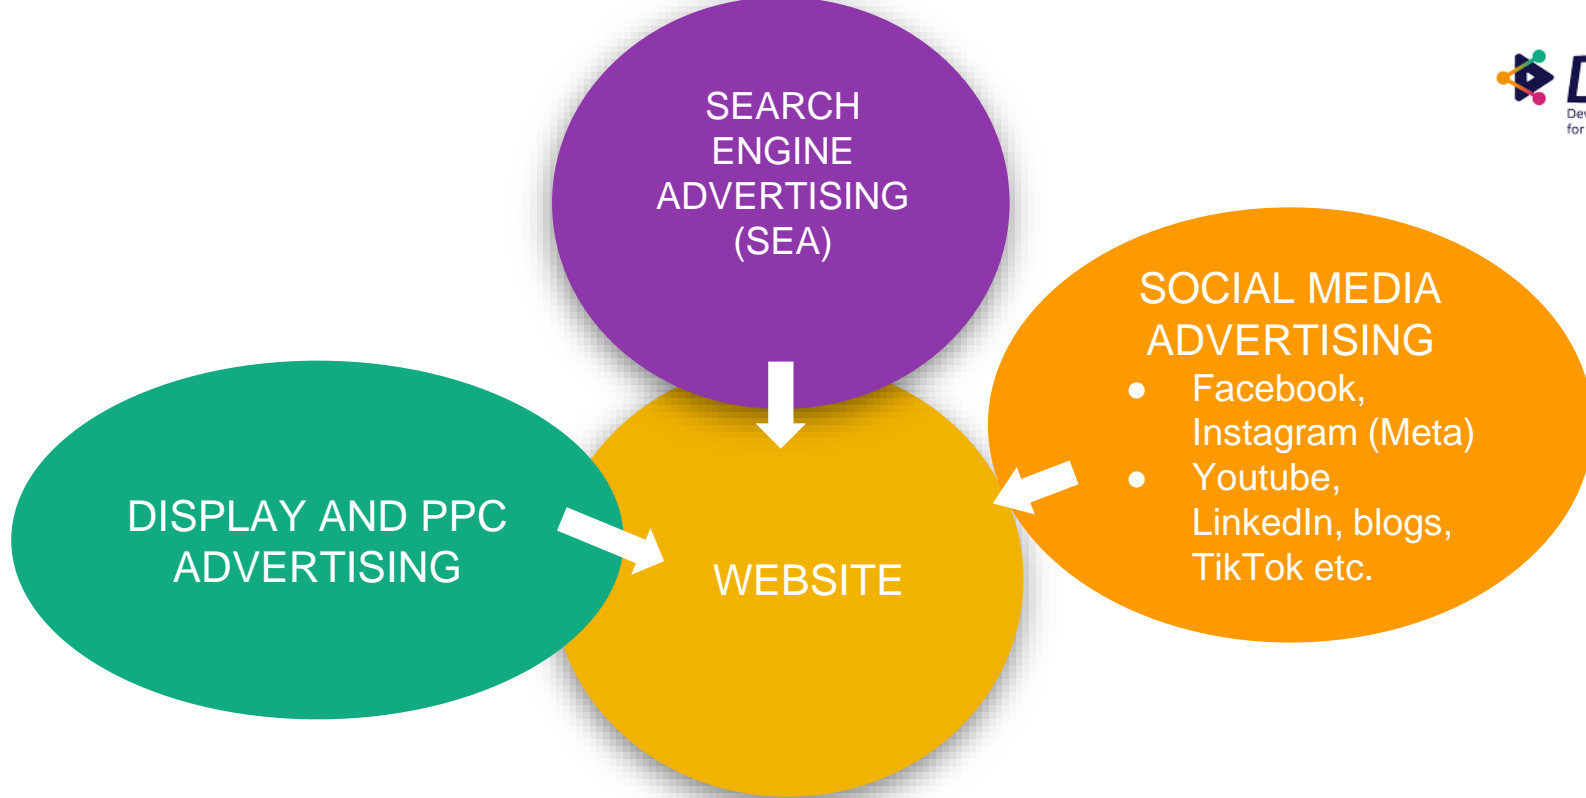 SEARCH
ENGINE
ADVERTISING
(SEA)
SOCIAL MEDIA
ADVERTISING
● Facebook,
Instagram (Meta)
● Youtube,
LinkedIn, blogs,
TikTok etc.
DISPLAY AND PPC
ADVERTISING
WEBSITE
for